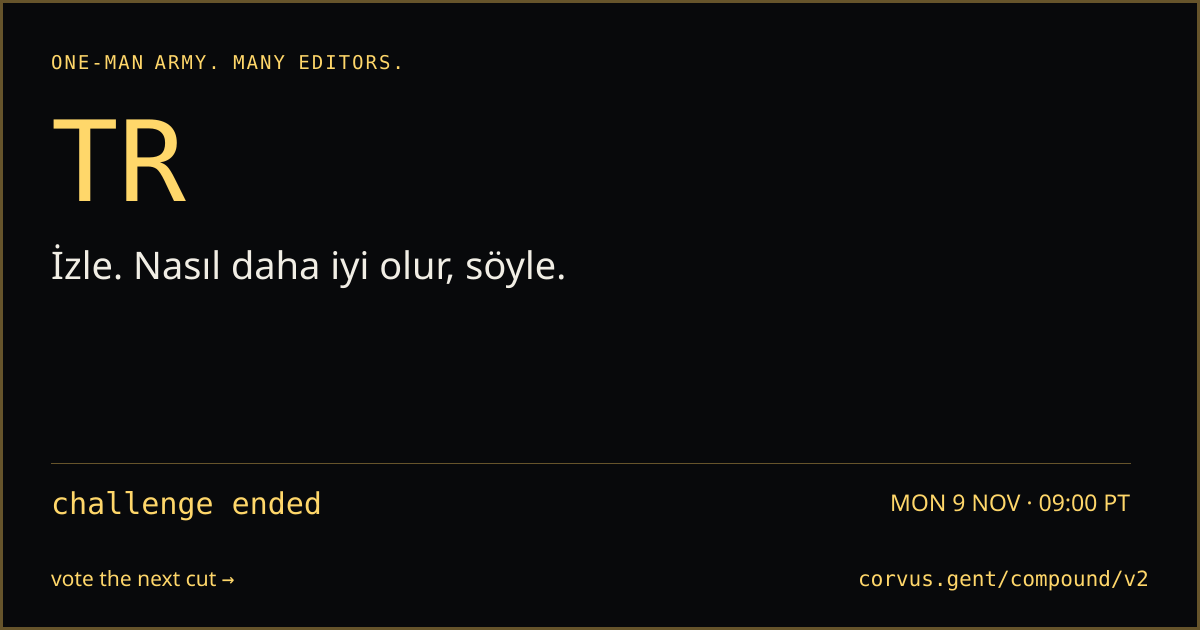 ONE-MAN ARMY. MANY EDITORS.
TR
İzle. Nasıl daha iyi olur, söyle.
challenge ended
MON 9 NOV · 09:00 PT
vote the next cut →
corvus.gent/compound/v2